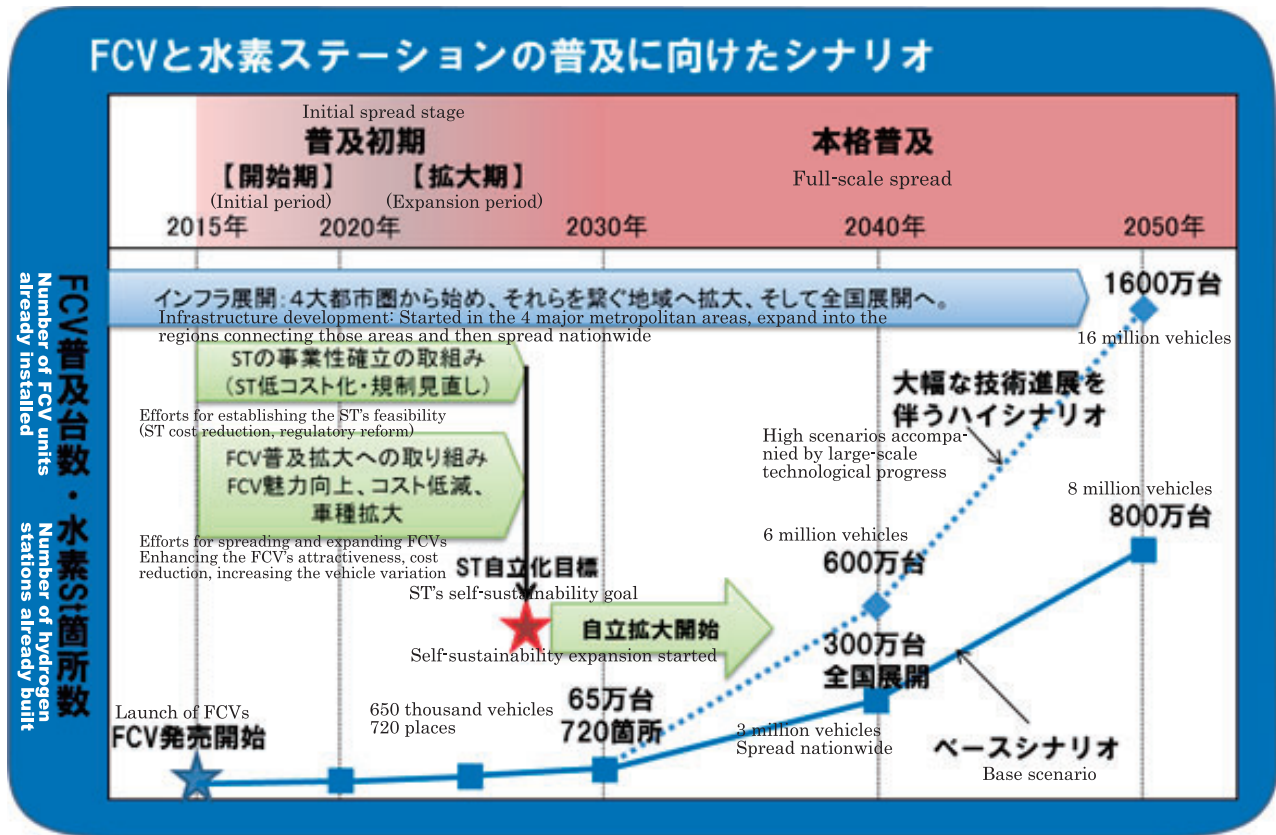 FCVと水素ステーションの普及に向けたシナリオ
Initial spread stage
普及初期
【開始期】
(Initial period)
【拡大期】
(Expansion period)
本格普及
Full-scale spread
2015年
2020年
2030年
2040年
2050年
FCV普及台数・水素St箇所数
Number of FCV units
already installed
Number of hydrogen
stations already built
インフラ展開：4大都市圏から始め、それらを繋ぐ地域へ拡大、そして全国展開へ。
Infrastructure development: Started in the 4 major metropolitan areas, expand into the
regions connecting those areas and then spread nationwide
STの事業性確立の取組み
（ST低コスト化・規制見直し）
Efforts for establishing the ST's feasibility
(ST cost reduction, regulatory reform)
FCV普及拡大への取り組み
FCV魅力向上、コスト低減、
車種拡大
Efforts for spreading and expanding FCVs
Enhancing the FCV's attractiveness, cost
reduction, increasing the vehicle variation
ST自立化目標
ST's self-sustainability goal
自立拡大開始
Self-sustainability expansion started
1600万台
16 million vehicles
大幅な技術進展を
伴うハイシナリオ
High scenarios accompa-
nied by large-scale
technological progress
8 million vehicles
800万台
6 million vehicles
600万台
300万台
全国展開
3 million vehicles
Spread nationwide
650 thousand vehicles
720 places
65万台
720箇所
Launch of FCVs
FCV発売開始
ベースシナリオ
Base scenario